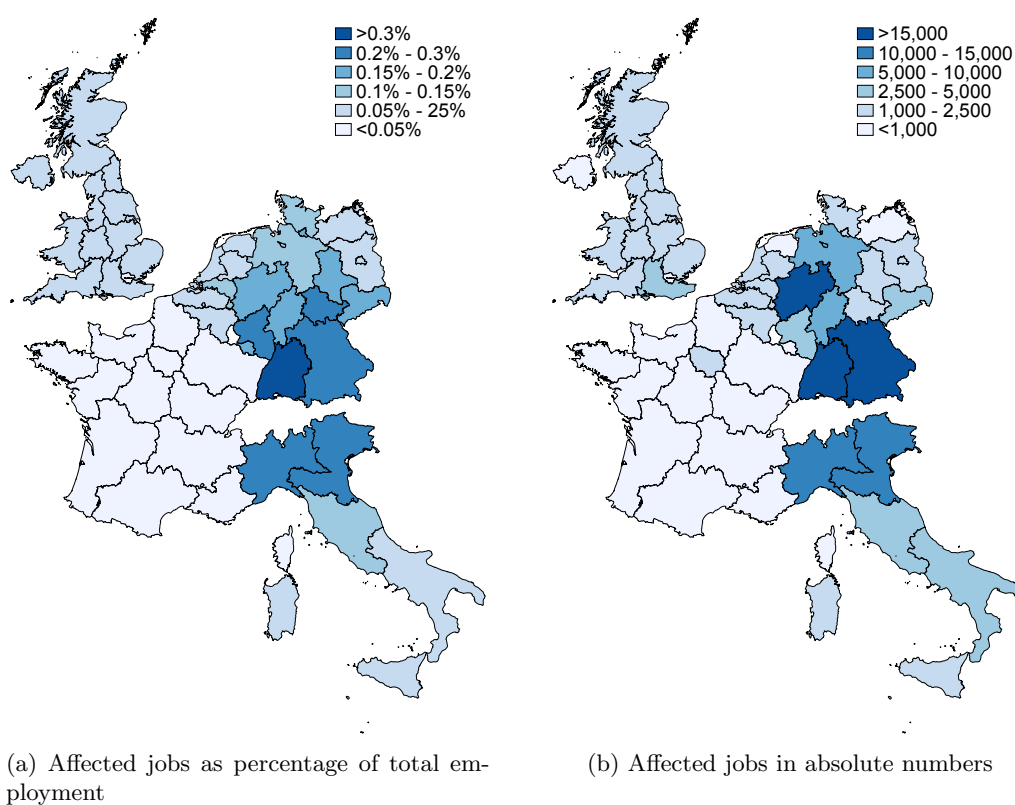 >0.3%
0.2% - 0.3%
0.15% - 0.2%
0.1% - 0.15%
0.05% - 25%
<0.05%
>15,000
10,000 - 15,000
5,000 - 10,000
2,500 - 5,000
1,000 - 2,500
<1,000
(a) Affected jobs as percentage of total em-
ployment
(b) Affected jobs in absolute numbers